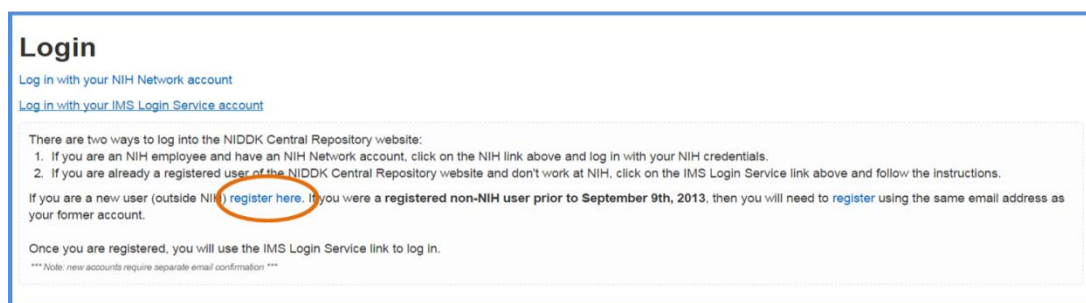 Login
Log in with your NIH Network account
Log in with your IMS Login Service account
There are two ways to log into the NIDDK Central Repository website:
1. If you are an NIH employee and have an NIH Network account, click on the NIH link above and log in with your NIH credentials.
2. If you are already a registered user of the NIDDK Central Repository website and don't work at NIH, click on the IMS Login Service link above and follow the instructions.
If you are a new user (outside NIH) register here. If you were a registered non-NIH user prior to September 9th, 2013, then you will need to register using the same email address as
your former account.
Once you are registered, you will use the IMS Login Service link to log in.
*** Note: new accounts require separate email confirmation ***